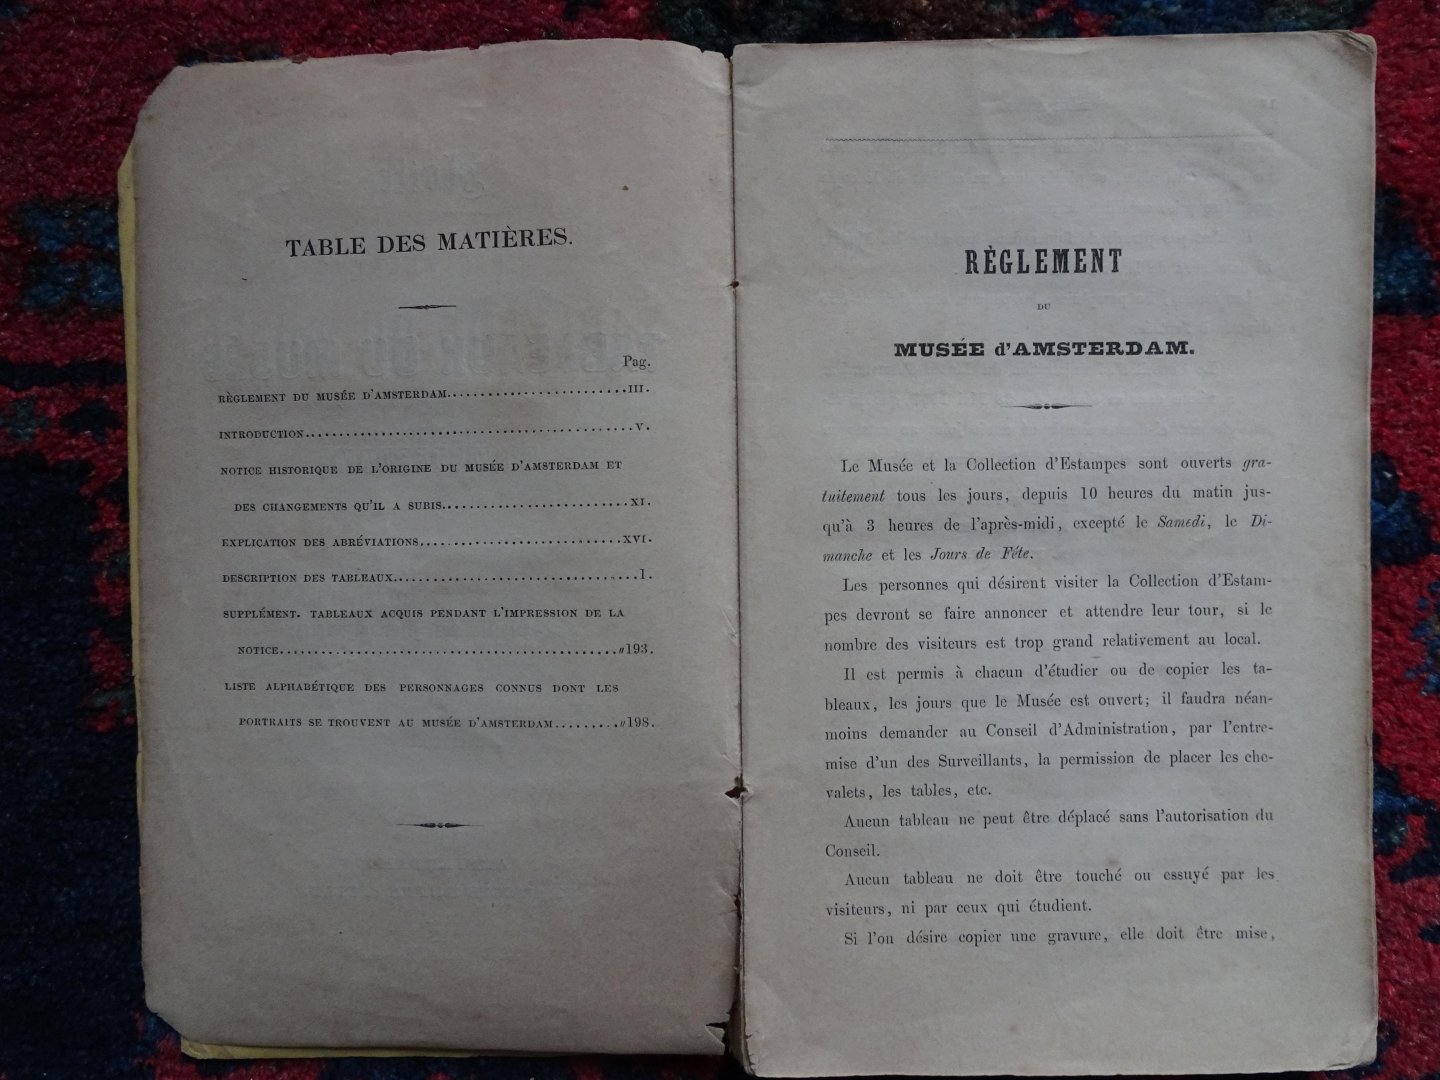 TABLE DES MATIÈRES.
Pag.
RÈGLEMENT DU MUSÉE D'AMSTERDAM.........................III.
INTRODUCTION.................................................V.
NOTICE HISTORIQUE DE L'ORIGINE DU MUSÉE D'AMSTERDAM ET
DES CHANGEMENTS QU'IL A SUBIS..........................XI.
EXPLICATION DES ABRÉVIATIONS...........................XVI.
DESCRIPTION DES TABLEAUX.................................1.
SUPPLÉMENT. TABLEAUX ACQUIS PENDANT L'IMPRESSION DE LA
NOTICE..............................................〃193.
LISTE ALPHABÉTIQUE DES PERSONNAGES CONNUS DONT LES
PORTRAITS SE TROUVENT AU MUSÉE D'AMSTERDAM.........〃198.
RÈGLEMENT
DU
MUSÉE d'AMSTERDAM.
Le Musée et la Collection d'Estampes sont ouverts gra-
tuitement tous les jours, depuis 10 heures du matin jus-
qu'à 3 heures de l'après-midi, excepté le Samedi, le Di-
manche et les Jours de Féte.
Les personnes qui désirent visiter la Collection d'Estam-
pes devront se faire annoncer et attendre leur tour, si le
nombre des visiteurs est trop grand relativement au local.
Il est permis à chacun d'étudier ou de copier les ta-
bleaux, les jours que le Musée est ouvert; il faudra néan-
moins demander au Conseil d'Administration, par l'entre-
mise d'un des Surveillants, la permission de placer les che-
valets, les tables, etc.
Aucun tableau ne peut être déplacé sans l'autorisation du
Conseil.
Aucun tableau ne doit être touché ou essuyé par les
visiteurs, ni par ceux qui étudient.
Si l'on désire copier une gravure, elle doit être mise,